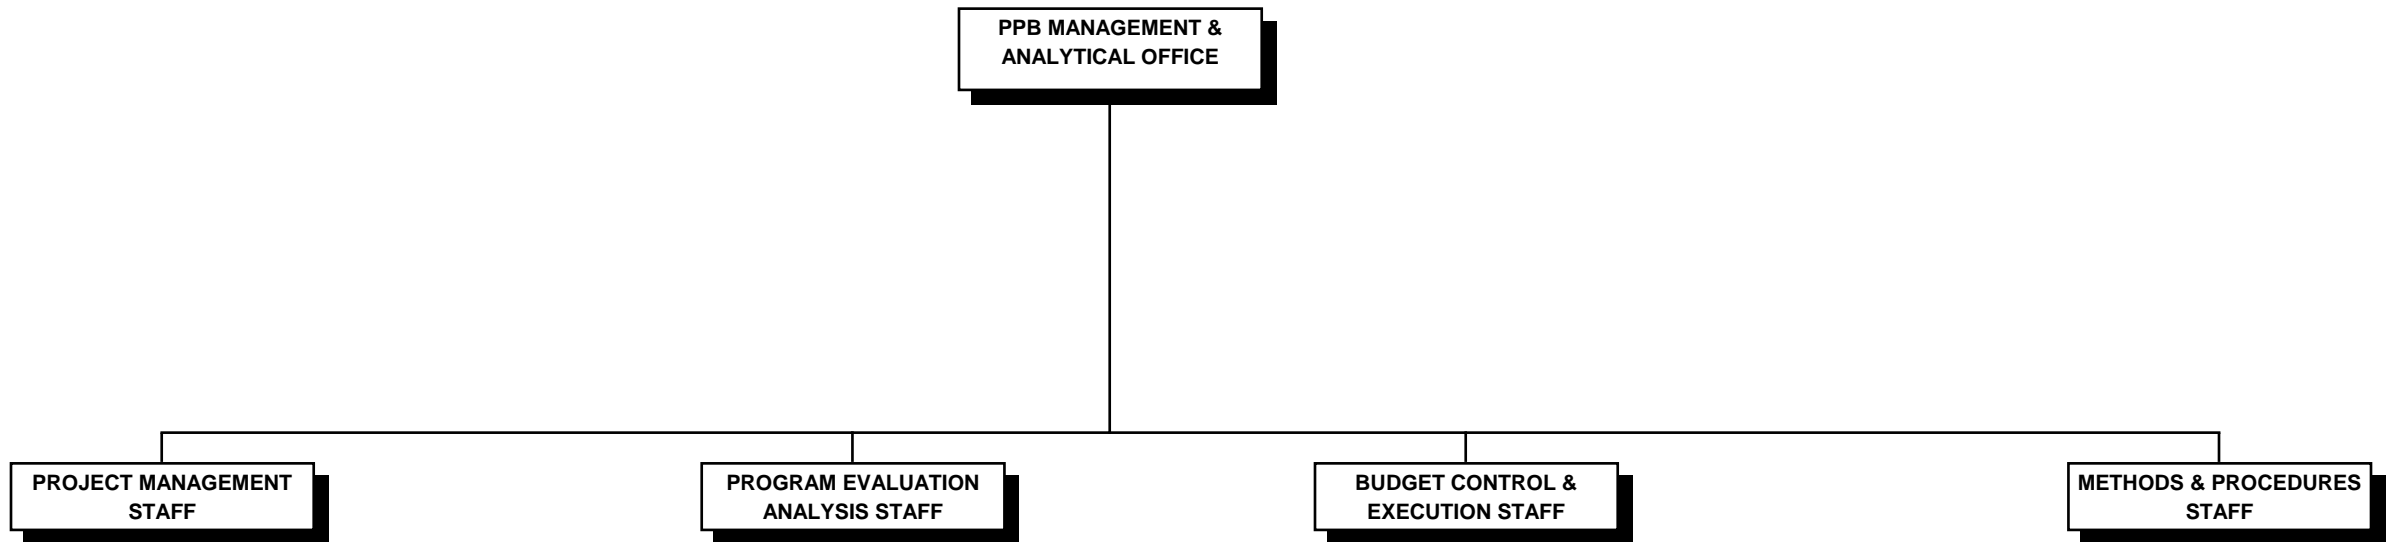 PPB MANAGEMENT &
ANALYTICAL OFFICE
PROJECT MANAGEMENT
STAFF
PROGRAM EVALUATION
ANALYSIS STAFF
BUDGET CONTROL &
EXECUTION STAFF
METHODS & PROCEDURES
STAFF